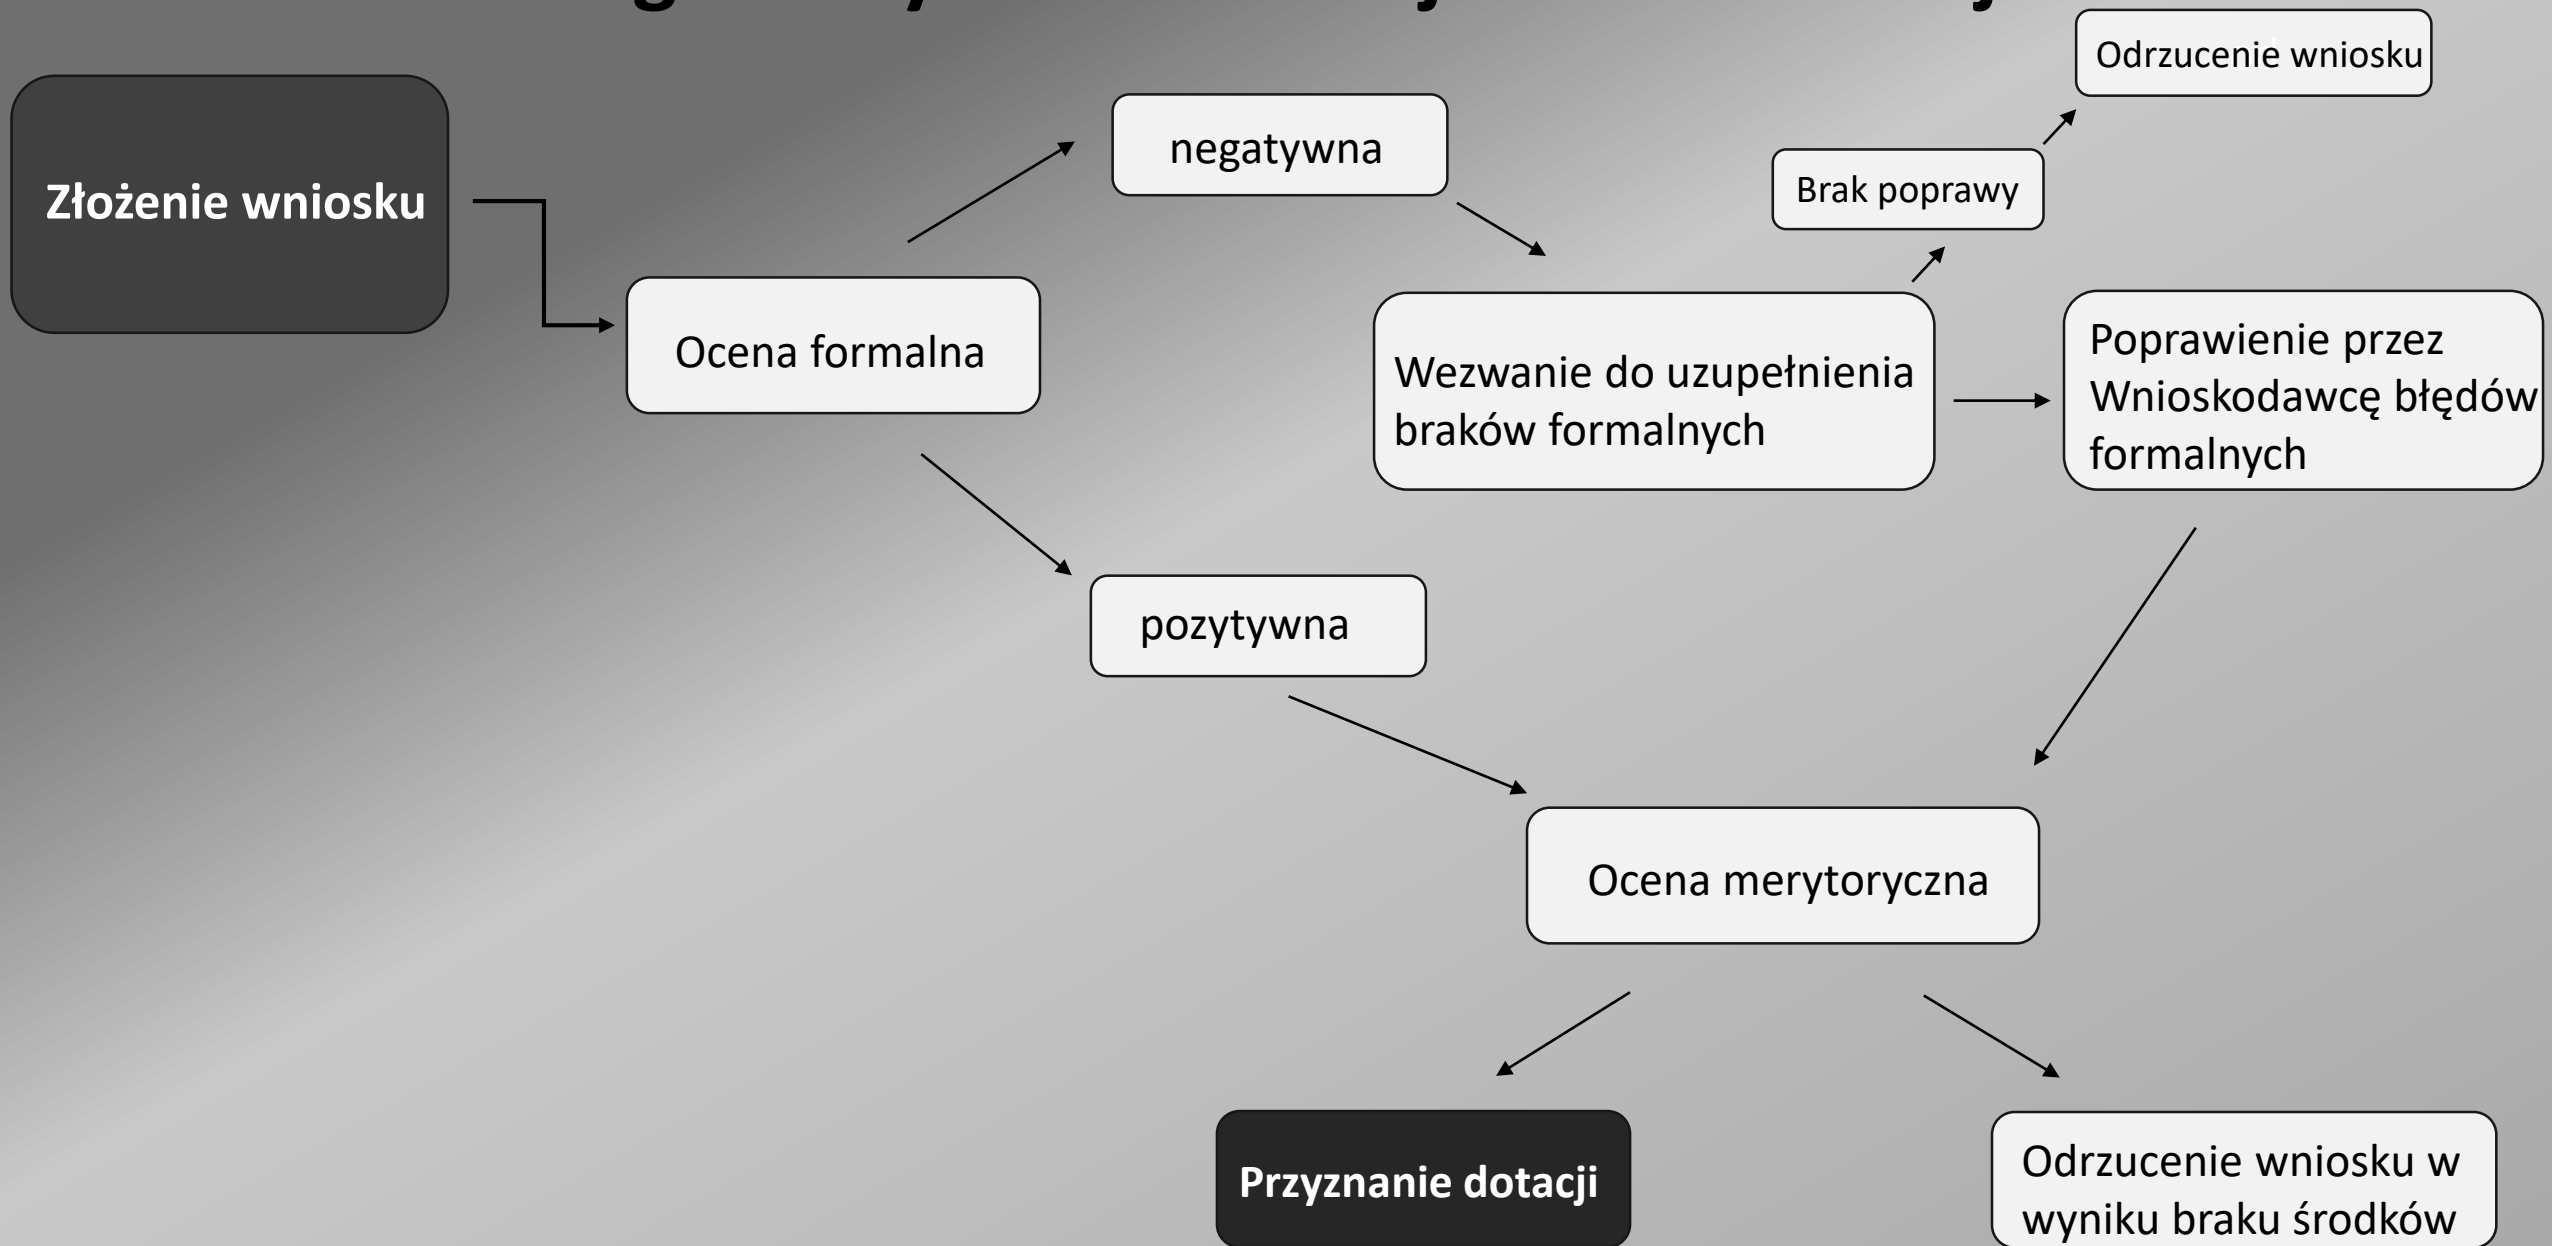 Odrzucenie wniosku
negatywna
Brak poprawy
Złożenie wniosku
Ocena formalna
Wezwanie do uzupełnienia
braków formalnych
Poprawienie przez
Wnioskodawcę błędów
formalnych
pozytywna
Ocena merytoryczna
Przyznanie dotacji
Odrzucenie wniosku w
wyniku braku środków